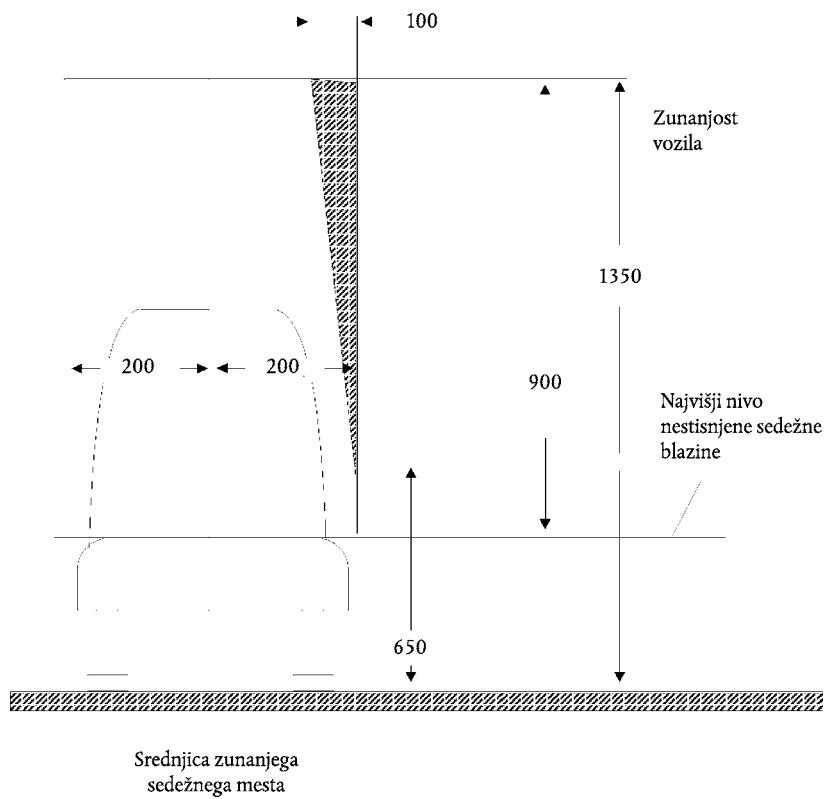 100
Zunanjost
vozila
1350
200
200
900
Najvišji nivo
nestisnjene sedežne
blazine
650
Srednjica zunanjega
sedežnega mesta